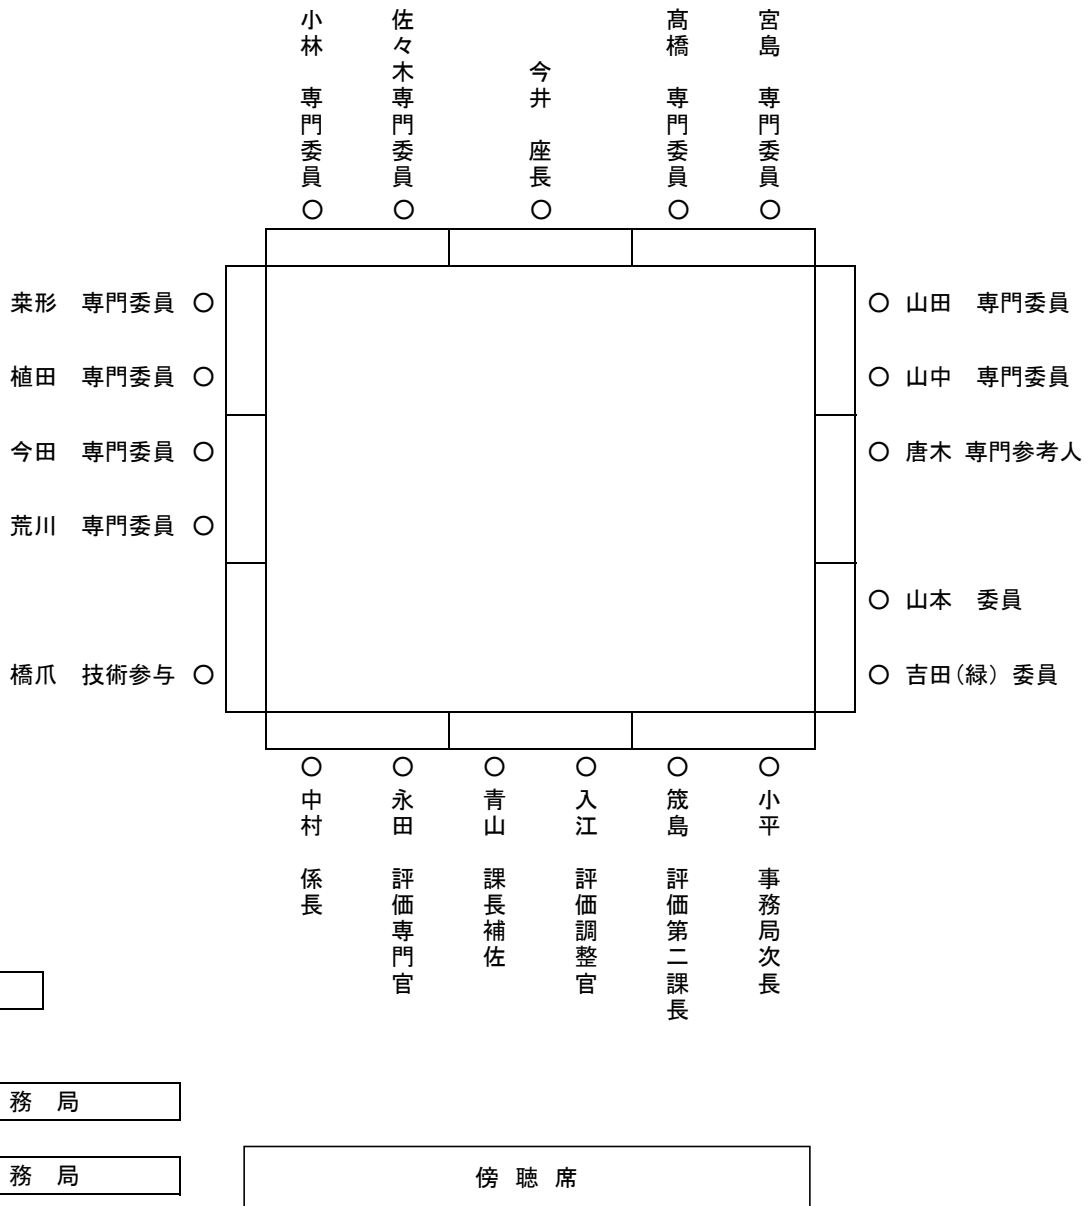 小林　専門委員
佐々木専門委員
今井　座長
髙橋　専門委員
宮島　専門委員
桒形　専門委員
植田　専門委員
今田　専門委員
荒川　専門委員
橋爪　技術参与
山田　専門委員
山中　専門委員
唐木 専門参考人
山本　委員
吉田(緑) 委員
中村　係長
永田　評価専門官
青山　課長補佐
入江　評価調整官
筬島　評価第二課長
小平　事務局次長
務　局
務　局
傍 聴 席